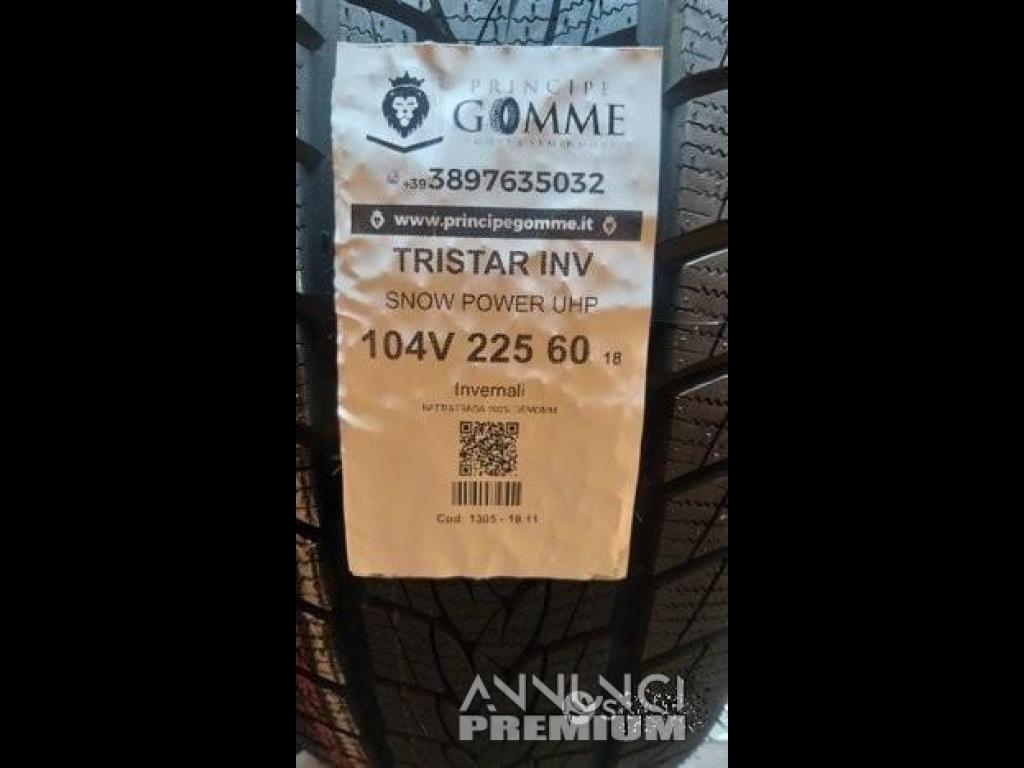 PRINCIPE
GOMME
+39 3897635032
www.principegomme.it
TRISTAR INV
SNOW POWER UHP
104V 225 60 18
Invernali
BATTISTRADA
Cod: 1305 - 18 11
ANNUNCI
PREMIUM